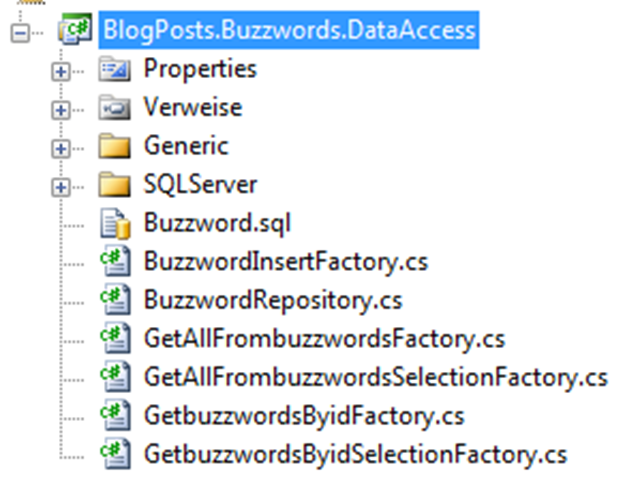 BlogPosts.Buzzwords.DataAccess
Properties
Verweise
Generic
SQLServer
Buzzword.sql
BuzzwordInsertFactory.cs
BuzzwordRepository.cs
GetAllFrombuzzwordsFactory.cs
GetAllFrombuzzwordsSelectionFactory.cs
GetbuzzwordsByidFactory.cs
GetbuzzwordsByidSelectionFactory.cs